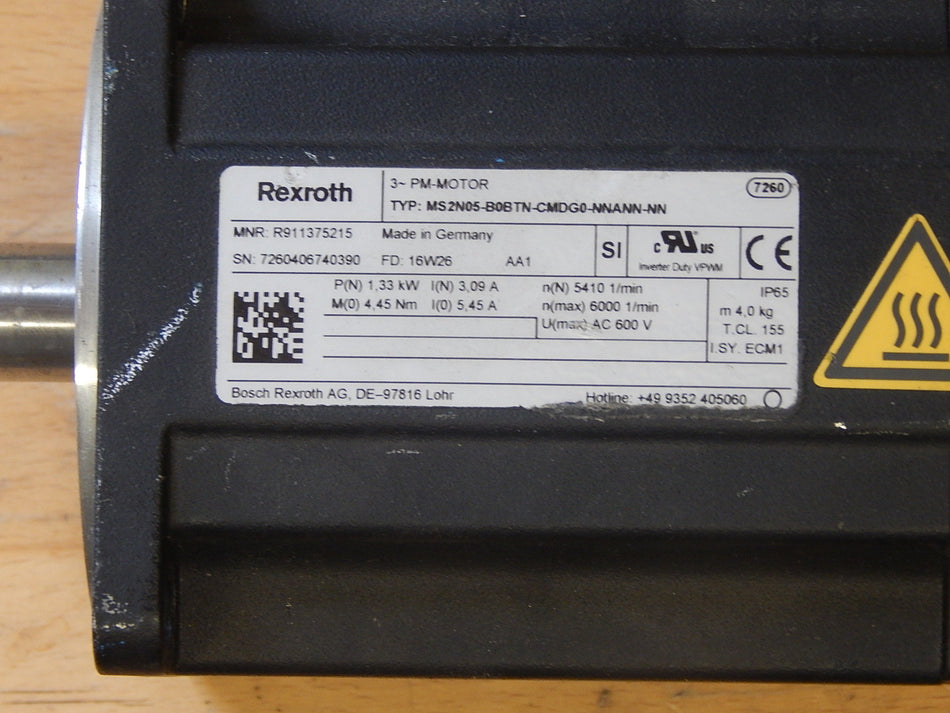 Rexroth
3~ PM-MOTOR
7260
TYP: MS2N05-B0BTN-CMDG0-NNANN-NN
MNR: R911375215 Made in Germany
SN: 7260406740390 FD: 16W26 AA1
SI
c RU US
Inverter Duty VPWM
CE
P(N) 1,33 kW I(N) 3,09 A n(N) 5410 1/min
M(0) 4,45 Nm I(0) 5,45 A n(max) 6000 1/min
U(max) AC 600 V
IP65
m 4,0 kg
T.CL. 155
I.SY. ECM1
Bosch Rexroth AG, DE–97816 Lohr Hotline: +49 9352 405060